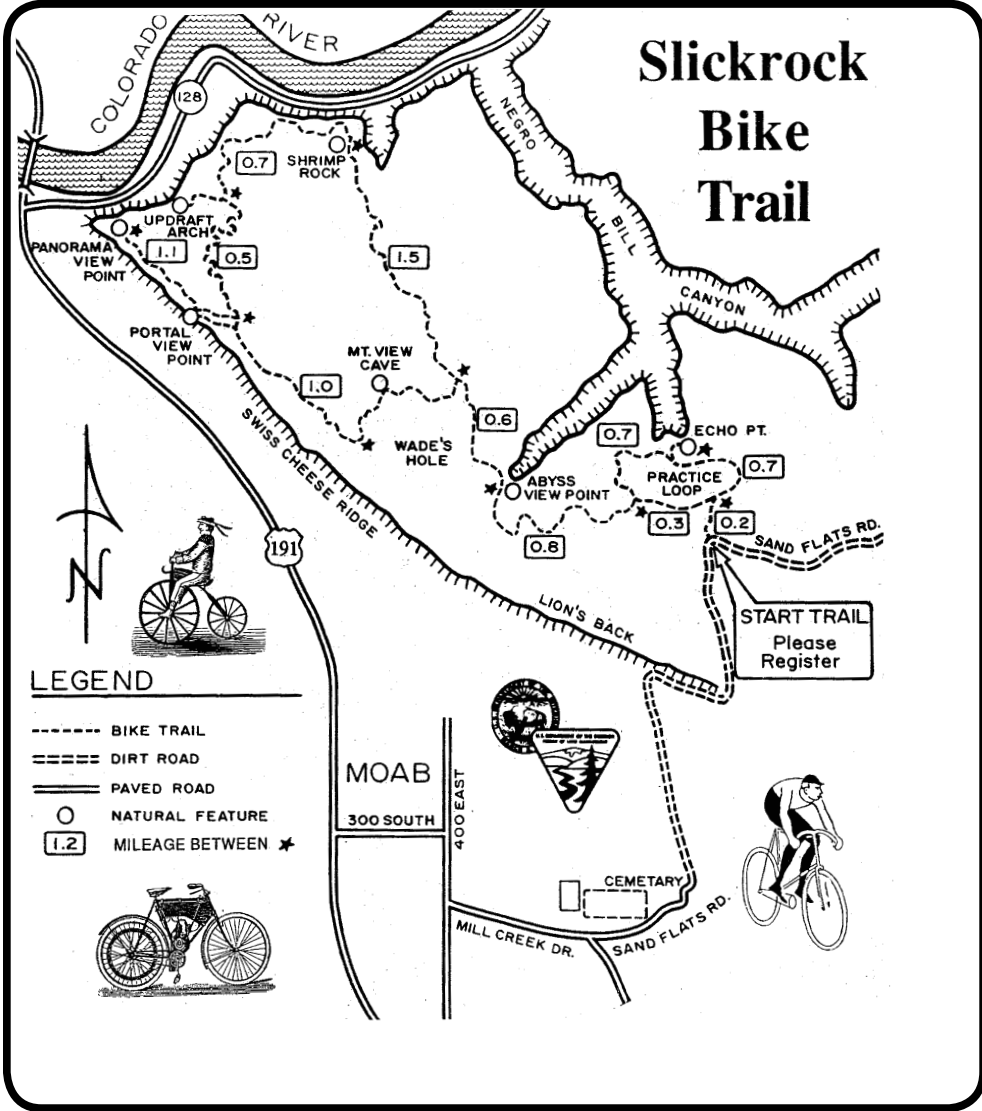 Slickrock
Bike
Trail
COLORADO
RIVER
128
NEGRO
BILL
CANYON
0.7
SHRIMP
ROCK
UPDRAFT
ARCH
PANORAMA
VIEW
POINT
1.1
0.5
1.5
PORTAL
VIEW
POINT
MT. VIEW
CAVE
1.0
WADE'S
HOLE
0.6
SWISS CHEESE RIDGE
0.7
ECHO PT.
PRACTICE
LOOP
0.7
ABYSS
VIEW POINT
0.3
0.2
0.8
SAND FLATS RD.
191
N
LION'S BACK
START TRAIL
Please
Register
LEGEND
BIKE TRAIL
DIRT ROAD
PAVED ROAD
NATURAL FEATURE
1.2
MILEAGE BETWEEN
MOAB
300 SOUTH
400 EAST
CEMETARY
MILL CREEK DR.
SAND FLATS RD.